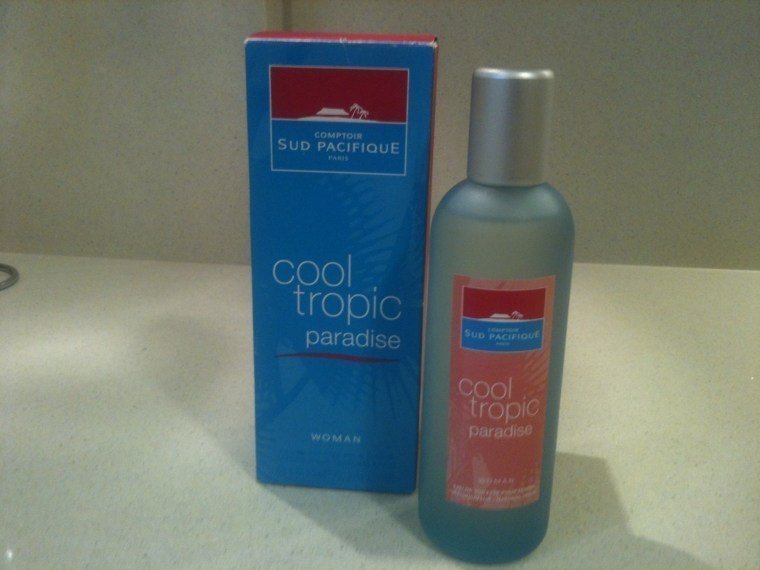 COMPTOIR
SUD PACIFIQUE
PARIS
cool
tropic
paradise
WOMAN
COMPTOIR
SUD PACIFIQUE
PARIS
cool
tropic
paradise
WOMAN